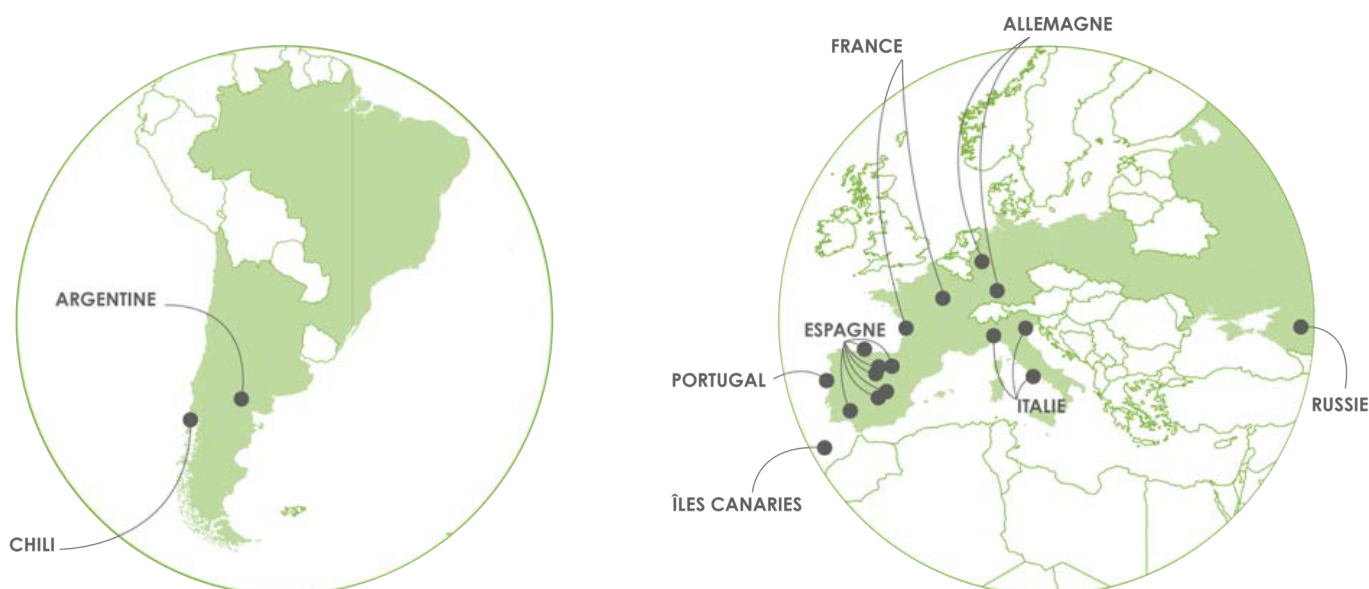 ARGENTINE
CHILI
ALLEMAGNE
FRANCE
ESPAGNE
PORTUGAL
ITALIE
RUSSIE
ÎLES CANARIES